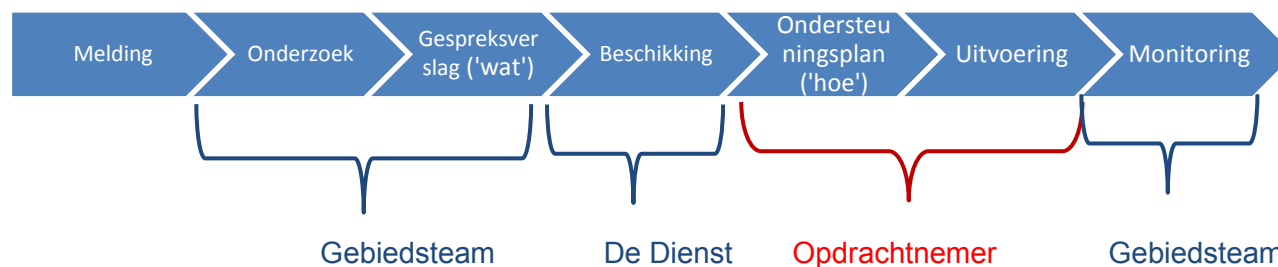 Melding
Onderzoek
Gespreksver
slag ('wat')
Beschikking
Ondersteu
ningsplan
('hoe')
Uitvoering
Monitoring
Gebiedsteam
De Dienst
Opdrachtnemer
Gebiedsteam